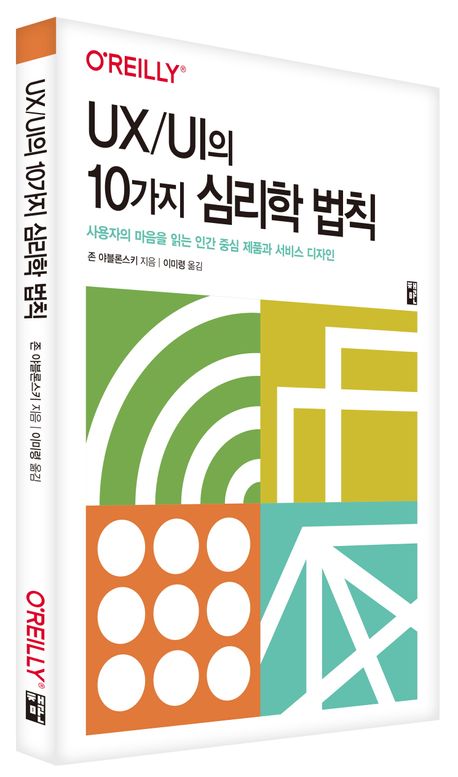 O'REILLY®
UX/UI의
10가지 심리학 법칙
사용자의 마음을 읽는 인간 중심 제품과 서비스 디자인
존 야블론스키 지음 | 이미령 옮김
책만
UX/UI의 10가지 심리학 법칙
존 야블론스키 지음 | 이미령 옮김
O'REILLY®
책만